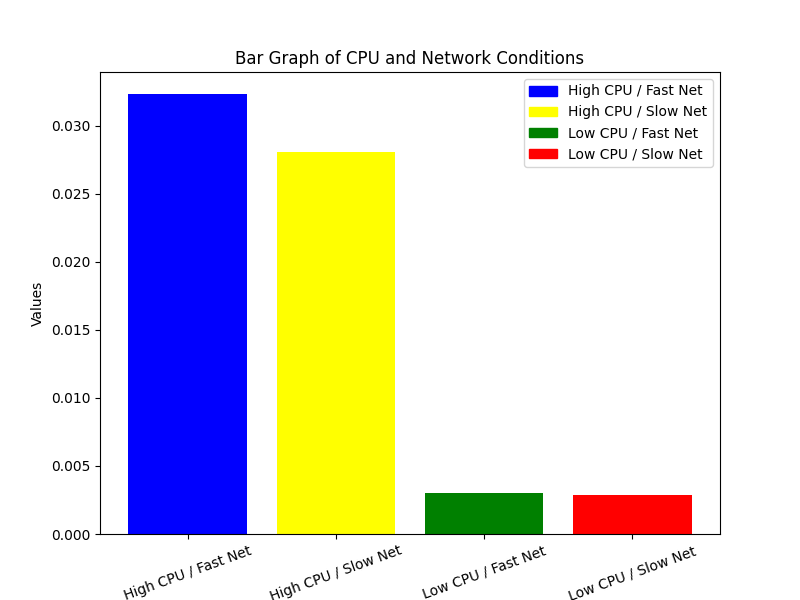 Bar Graph of CPU and Network Conditions
High CPU / Fast Net
High CPU / Slow Net
Low CPU / Fast Net
Low CPU / Slow Net
Values
0.030
0.025
0.020
0.015
0.010
0.005
0.000
High CPU / Fast Net
High CPU / Slow Net
Low CPU / Fast Net
Low CPU / Slow Net